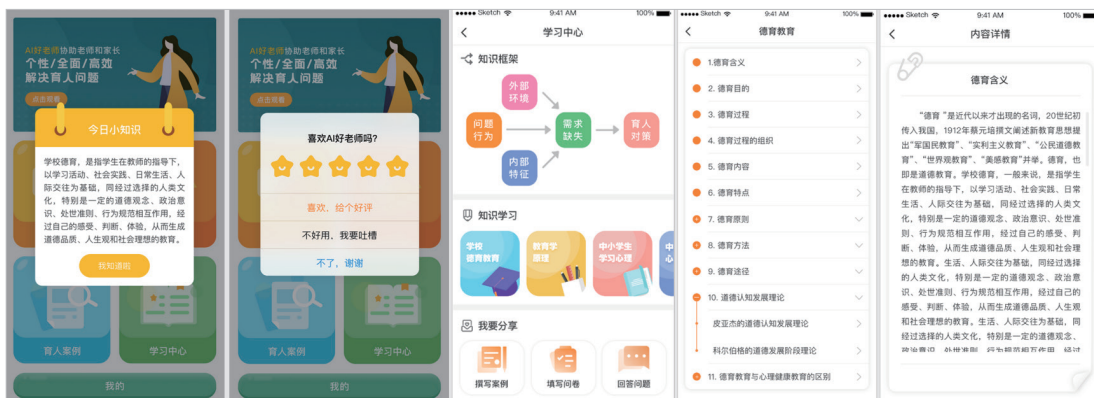 AI好老师协助老师和家长
个性/全面/高效
解决育人问题
点击观看
今日小知识
学校德育，是指学生在教师的指导下，
以学习活动、社会实践、日常生活、人
际交往为基础，同经过选择的人类文
化，特别是一定的道德观念、政治意
识、处世准则、行为规范相互作用，经
过自己的感受、判断、体验，从而生成
道德品质、人生观和社会理想的教育。
我知道啦
育人案例
学习中心
我的
AI好老师协助老师和家长
个性/全面/高效
解决育人问题
点击观看
喜欢AI好老师吗?
喜欢，给个好评
不好用，我要吐槽
不了，谢谢
育人案例
学习中心
我的
Sketch 9:41 AM 100%
学习中心
知识框架
外部
环境
问题
行为
需求
缺失
育人
对策
内部
特征
知识学习
学校
德育教育
教育学
原理
中小学生
学习心理
中
心
我要分享
撰写案例
填写问卷
回答问题
Sketch 9:41 AM 100%
德育教育
1.德育含义
2. 德育目的
3. 德育过程
4. 德育过程的组织
5. 德育内容
6. 德育特点
7. 德育原则
8. 德育方法
9. 德育途径
10. 道德认知发展理论
皮亚杰的道德认知发展理论
科尔伯格的道德发展阶段理论
11. 德育教育与心理健康教育的区别
Sketch 9:41 AM 100%
内容详情
德育含义
“德育 ”是近代以来才出现的名词，20世纪初
传入我国，1912年蔡元培撰文阐述新教育思想提
出“军国民教育”、“实利主义教育”、“公民道德教
育”、“世界观教育”、“美感教育”并举。德育，也
即是道德教育。学校德育，一般来说，是指学生
在教师的指导下，以学习活动、社会实践、日常
生活、人际交往为基础，同经过选择的人类文
化，特别是一定的道德观念、政治意识、处世准
则、行为规范相互作用，经过自己的感受、判
断、体验，从而生成道德品质、人生观和社会理
想的教育。生活、人际交往为基础，同经过选择
的人类文化，特别是一定的道德观念、政治意
识、处世准则、行为规范相互作用，经过自己的
感受、判断、体验，从而生成道德品质、人生观
和社会理想的教育。生活、人际交往为基础，同
经过选择的人类文化，特别是一定的道德观念、
政治意识、处世准则、行为规范相互作用，经过